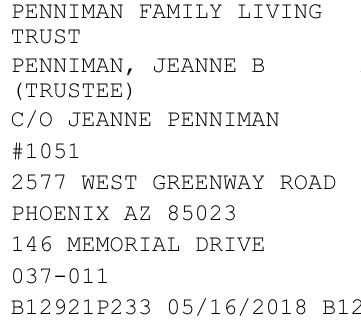 PENNIMAN FAMILY LIVING
TRUST
PENNIMAN, JEANNE B
(TRUSTEE)
C/O JEANNE PENNIMAN
#1051
2577 WEST GREENWAY ROAD
PHOENIX AZ 85023
146 MEMORIAL DRIVE
037-011
B12921P233 05/16/2018 B12